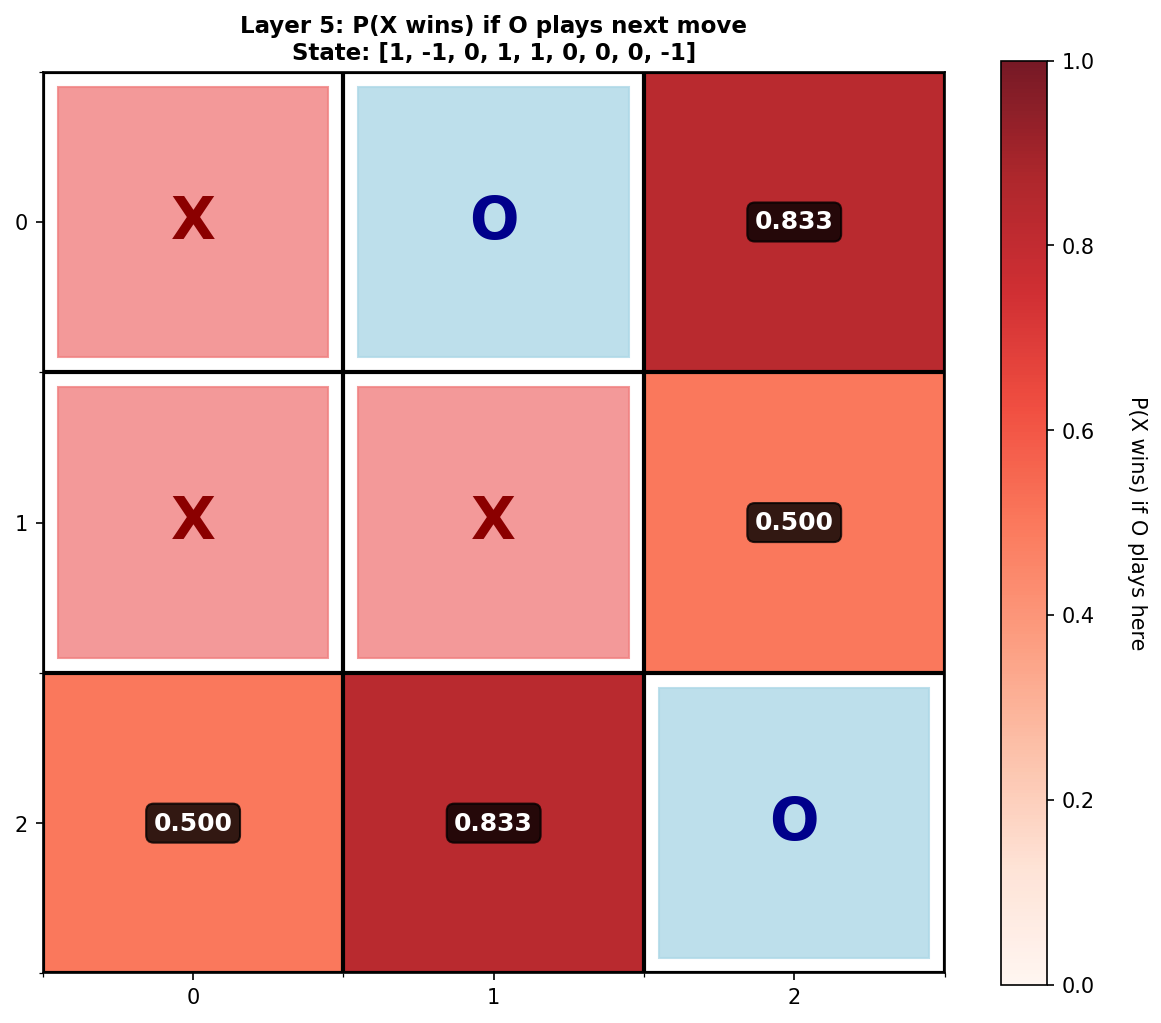 Layer 5: P(X wins) if O plays next move
State: [1, -1, 0, 1, 1, 0, 0, 0, -1]
0
X
O
0.833
1
X
X
0.500
2
0.500
0.833
O
0
1
2
1.0
0.8
0.6
0.4
0.2
0.0
P(X wins) if O plays here